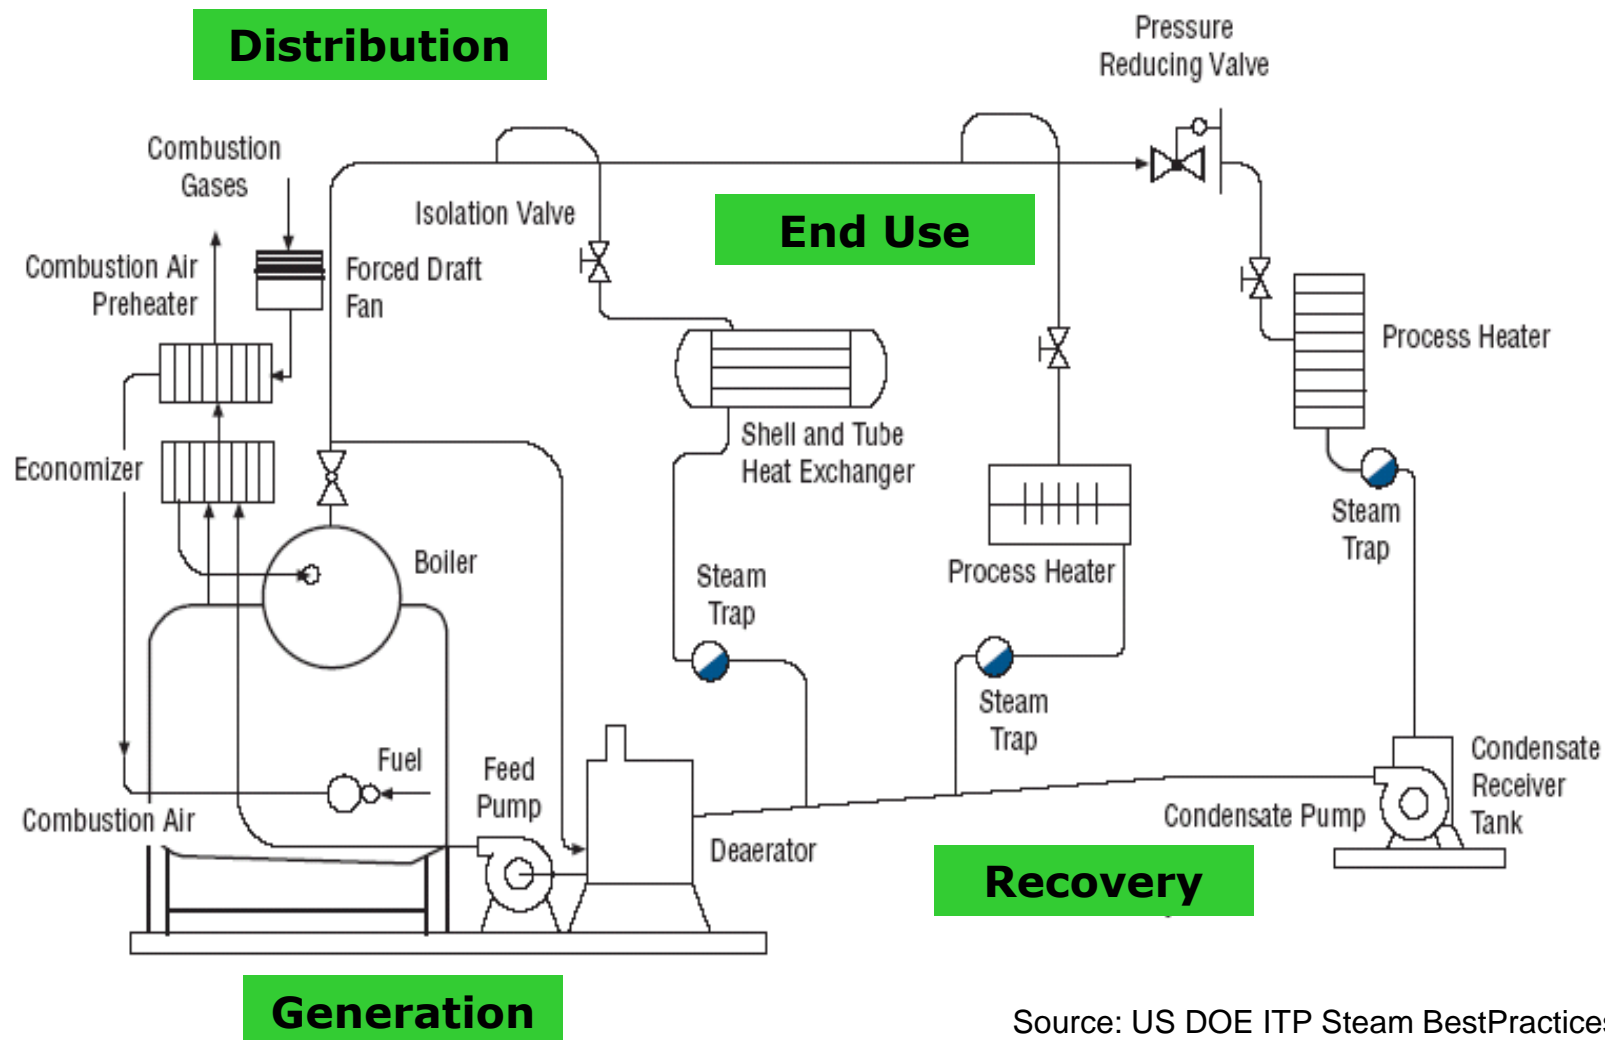 Distribution
Pressure
Reducing Valve
Combustion
Gases
Isolation Valve
End Use
Combustion Air
Preheater
Forced Draft
Fan
Process Heater
Shell and Tube
Heat Exchanger
Economizer
Steam
Trap
Boiler
Process Heater
Steam
Trap
Steam
Trap
Fuel
Feed
Pump
Condensate
Receiver
Tank
Combustion Air
Condensate Pump
Deaerator
Recovery
Generation
Source: US DOE ITP Steam BestPractices